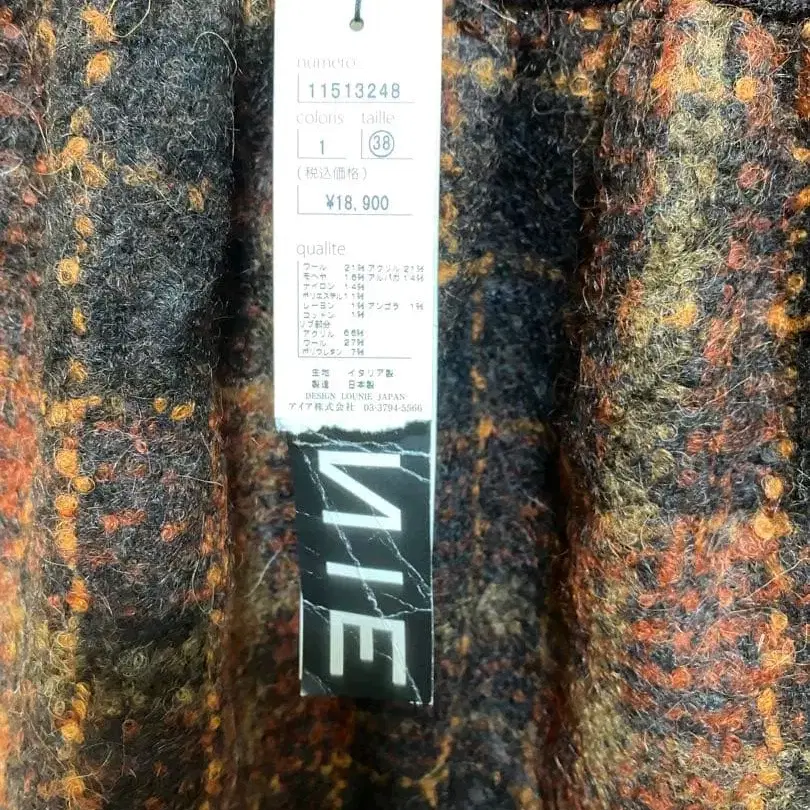 numero
11513248
coloris taille
1 38
(税込価格)
¥18,900
qualite
ウール 21% アクリル 21%
モヘヤ 16% アルパカ 14%
ナイロン 14%
ポリエステル 11%
レーヨン 1% アンゴラ 1%
コットン 1%
リブ部分
アクリル 66%
ウール 27%
ポリウレタン 7%
生地 イタリア製
製造 日本製
DESIGN LOUNIE JAPAN
アイア株式会社 03-3794-5566
NIE